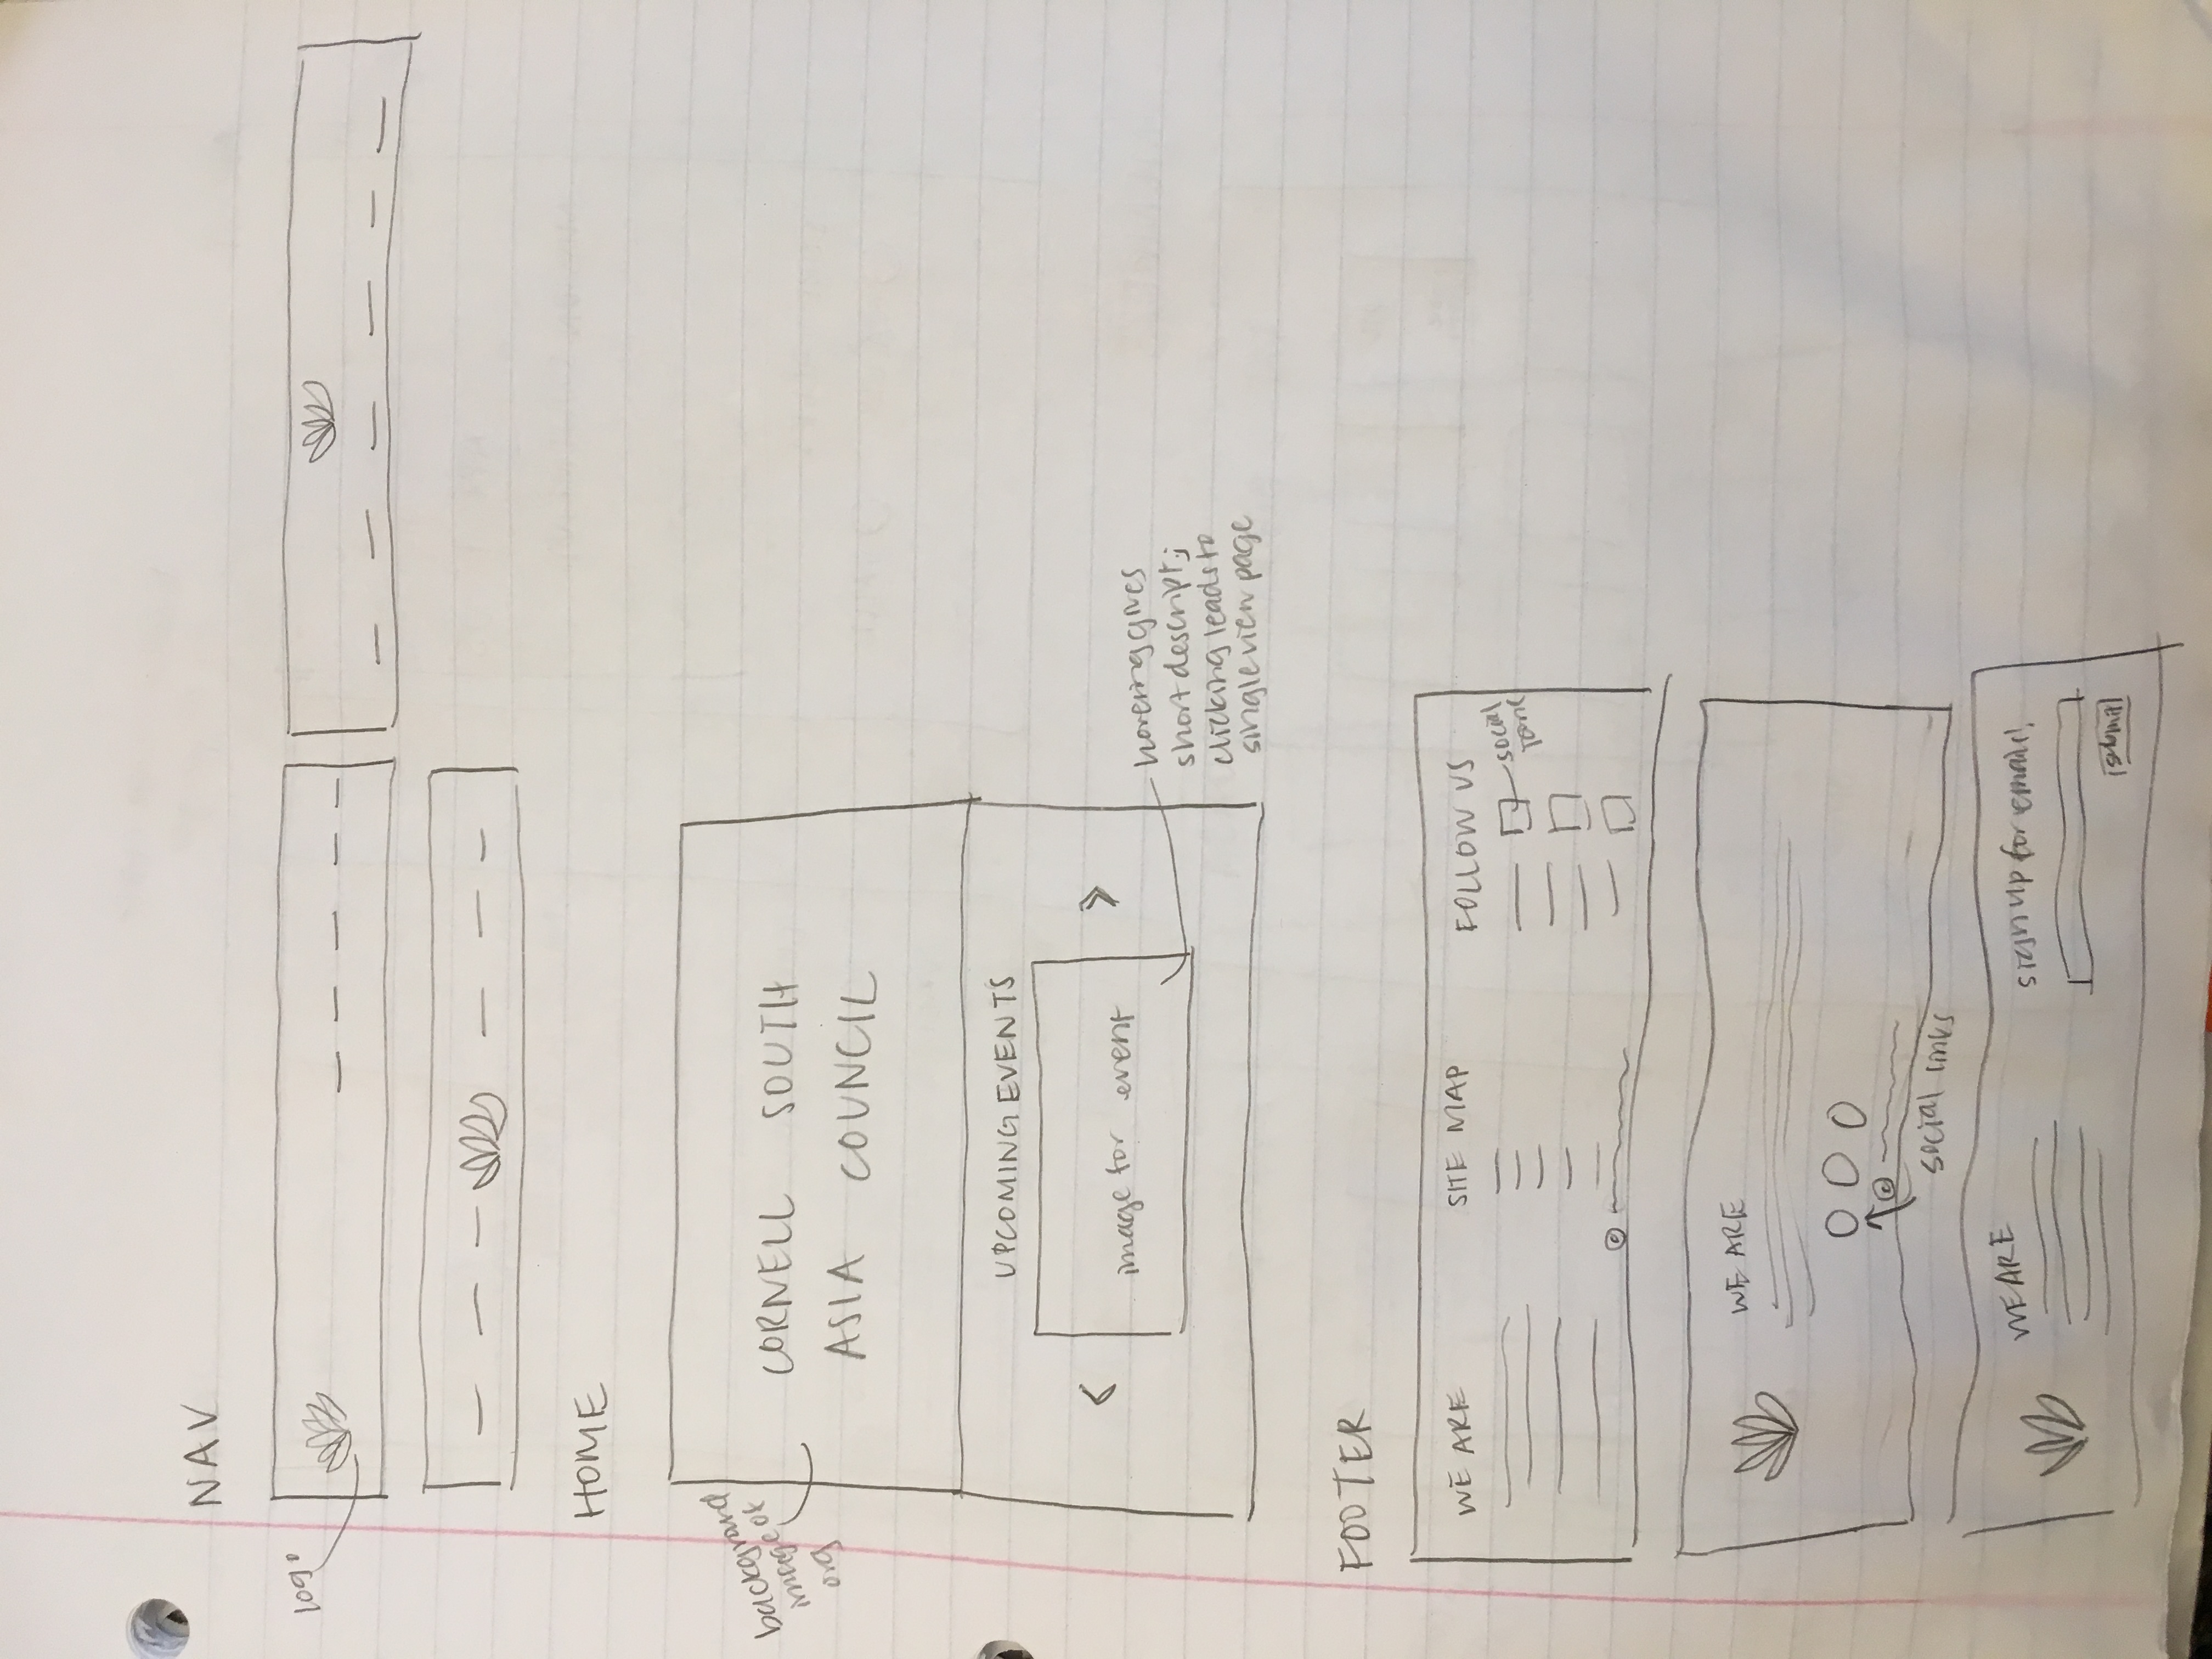 NAV
logo
HOME
background
image of
org
CORNELL SOUTH
ASIA COUNCIL
UPCOMING EVENTS
< >
image for event
hovering gives
short descript;
clicking leads to
single view page
FOOTER
WE ARE SITE MAP FOLLOW US
social
©
WE ARE
©
social links
WE ARE
sign up for email!
submit